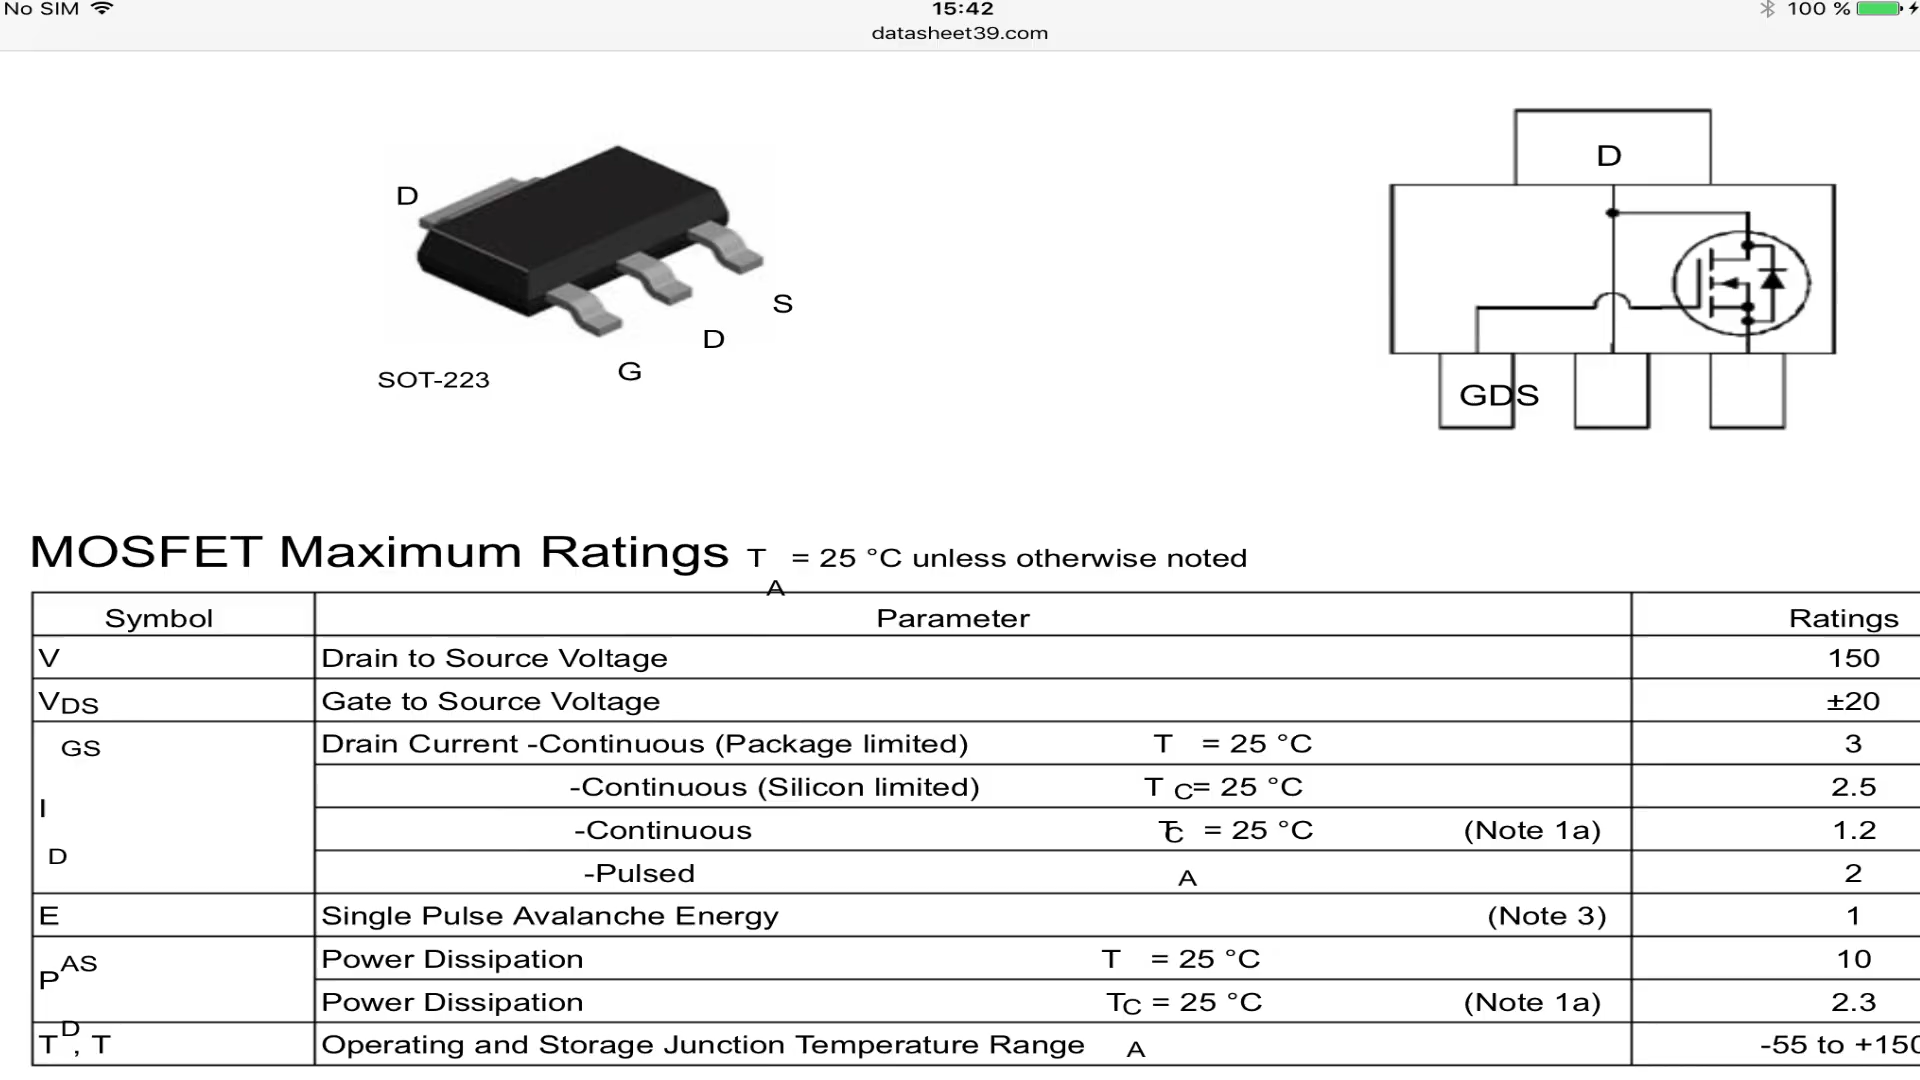 No SIM 15:42 100 %
datasheet39.com
D
S
D
G
SOT-223
D
GDS
MOSFET Maximum Ratings TA = 25 °C unless otherwise noted
Symbol Parameter Ratings
V Drain to Source Voltage 150
VDS Gate to Source Voltage ±20
GS Drain Current -Continuous (Package limited) T = 25 °C 3
-Continuous (Silicon limited) T C= 25 °C 2.5
I
-Continuous TC = 25 °C (Note 1a) 1.2
D
-Pulsed A 2
E Single Pulse Avalanche Energy (Note 3) 1
AS Power Dissipation T = 25 °C 10
P
Power Dissipation TC = 25 °C (Note 1a) 2.3
D
T , T Operating and Storage Junction Temperature Range A -55 to +150